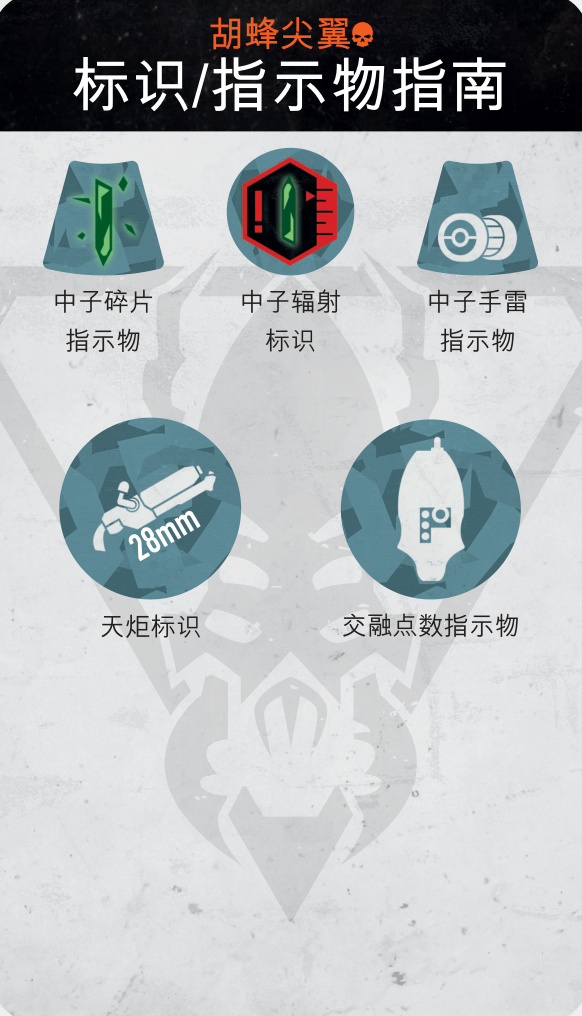 胡蜂尖翼
标识/指示物指南
中子碎片
指示物
中子辐射
标识
中子手雷
指示物
28mm
天炬标识
交融点数指示物